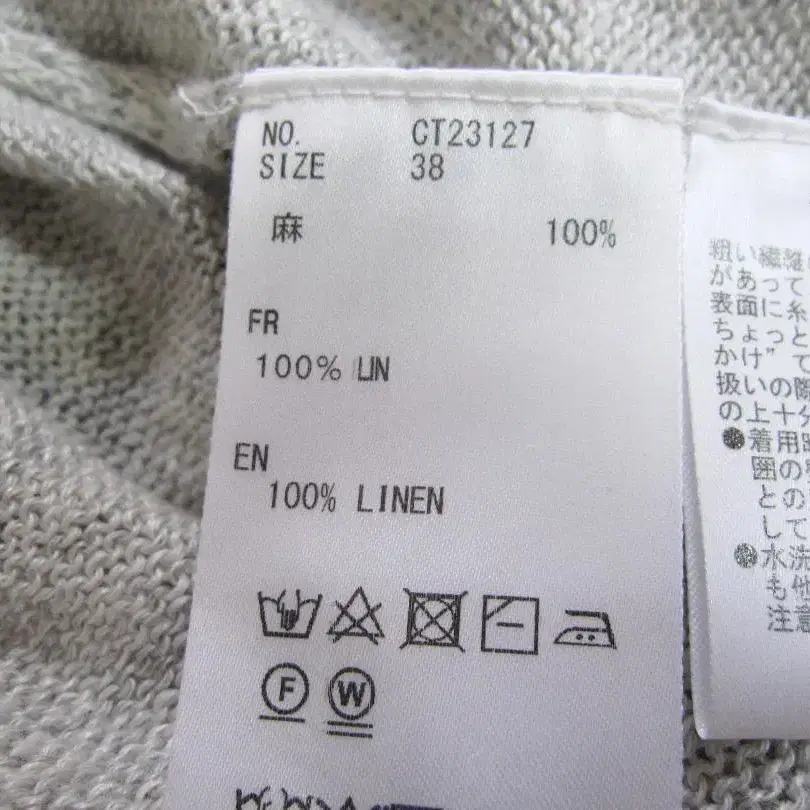 NO. CT23127
SIZE 38
麻 100%
FR
100% LIN
EN
100% LINEN
F W
粗い繊維
があって
表面に糸
ちょっと
かけ”て
扱いの際
の上十分
●着用
囲の
との
して
●水洗
も他
注意